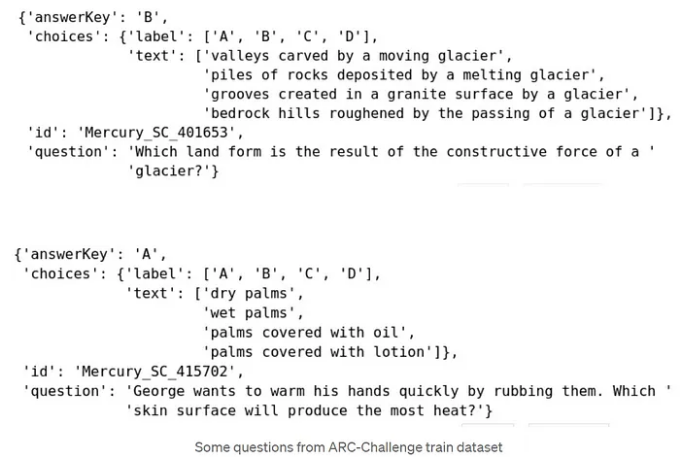 {'answerKey': 'B',
'choices': {'label': ['A', 'B', 'C', 'D'],
'text': ['valleys carved by a moving glacier',
'piles of rocks deposited by a melting glacier',
'grooves created in a granite surface by a glacier',
'bedrock hills roughened by the passing of a glacier']},
'id': 'Mercury_SC_401653',
'question': 'Which land form is the result of the constructive force of a '
'glacier?'}
{'answerKey': 'A',
'choices': {'label': ['A', 'B', 'C', 'D'],
'text': ['dry palms',
'wet palms',
'palms covered with oil',
'palms covered with lotion']},
'id': 'Mercury_SC_415702',
'question': 'George wants to warm his hands quickly by rubbing them. Which '
'skin surface will produce the most heat?'}
Some questions from ARC-Challenge train dataset